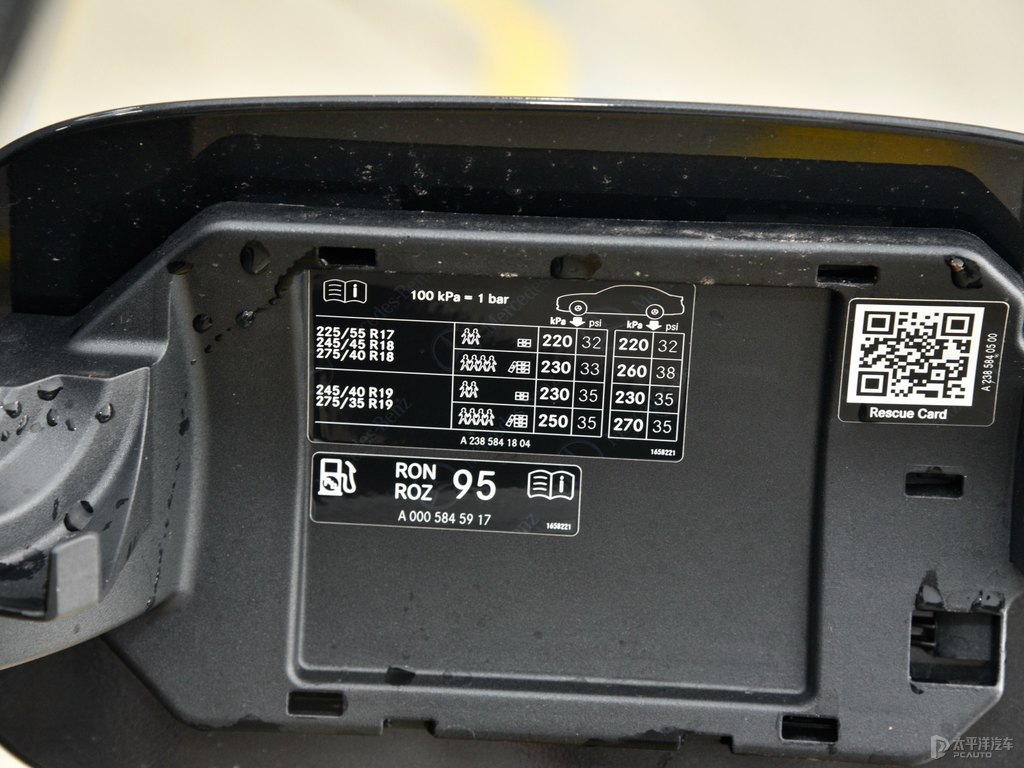 100 kPa = 1 bar
kPa psi kPa psi
225/55 R17
245/45 R18
275/40 R18
220 32 220 32
230 33 260 38
245/40 R19
275/35 R19
230 35 230 35
250 35 270 35
A 238 584 18 04
1658221
RON
ROZ 95
A 000 584 59 17
1658221
Rescue Card
A 238 584 05 00
太平洋汽车
PCAUTO